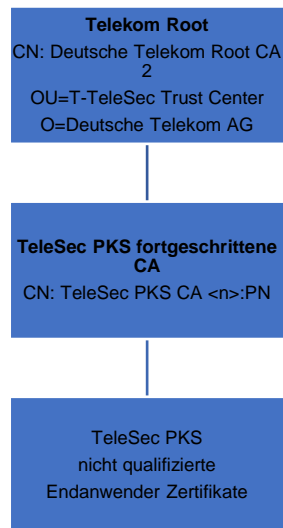 Telekom Root
CN: Deutsche Telekom Root CA
2
OU=T-TeleSec Trust Center
O=Deutsche Telekom AG
TeleSec PKS fortgeschrittene
CA
CN: TeleSec PKS CA <n>:PN
TeleSec PKS
nicht qualifizierte
Endanwender Zertifikate